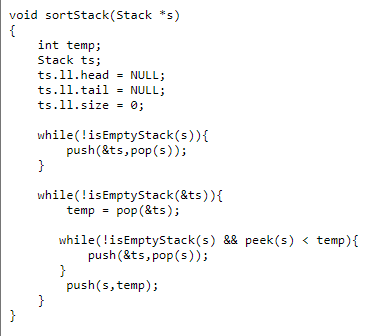 void sortStack(Stack *s)
{
    int temp;
    Stack ts;
    ts.ll.head = NULL;
    ts.ll.tail = NULL;
    ts.ll.size = 0;

    while(!isEmptyStack(s)){
        push(&ts,pop(s));
    }

    while(!isEmptyStack(&ts)){
        temp = pop(&ts);

       while(!isEmptyStack(s) && peek(s) < temp){
           push(&ts,pop(s));
       }
        push(s,temp);
    }
}